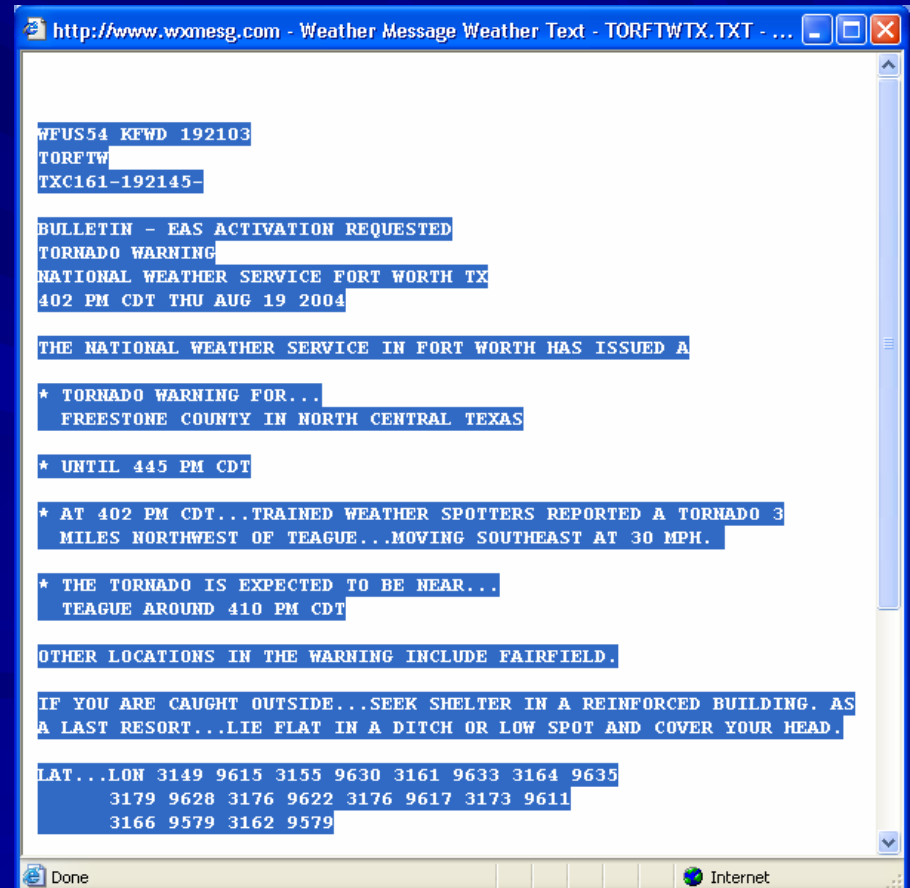 http://www.wxmesg.com - Weather Message Weather Text - TORFTWTX.TXT - ...
WFUS54 KFWD 192103
TORFTW
TXC161-192145-
BULLETIN - EAS ACTIVATION REQUESTED
TORNADO WARNING
NATIONAL WEATHER SERVICE FORT WORTH TX
402 PM CDT THU AUG 19 2004
THE NATIONAL WEATHER SERVICE IN FORT WORTH HAS ISSUED A
* TORNADO WARNING FOR...
FREESTONE COUNTY IN NORTH CENTRAL TEXAS
* UNTIL 445 PM CDT
* AT 402 PM CDT...TRAINED WEATHER SPOTTERS REPORTED A TORNADO 3
MILES NORTHWEST OF TEAGUE...MOVING SOUTHEAST AT 30 MPH.
* THE TORNADO IS EXPECTED TO BE NEAR...
TEAGUE AROUND 410 PM CDT
OTHER LOCATIONS IN THE WARNING INCLUDE FAIRFIELD.
IF YOU ARE CAUGHT OUTSIDE...SEEK SHELTER IN A REINFORCED BUILDING. AS
A LAST RESORT...LIE FLAT IN A DITCH OR LOW SPOT AND COVER YOUR HEAD.
LAT...LON 3149 9615 3155 9630 3161 9633 3164 9635
3179 9628 3176 9622 3176 9617 3173 9611
3166 9579 3162 9579
Done Internet